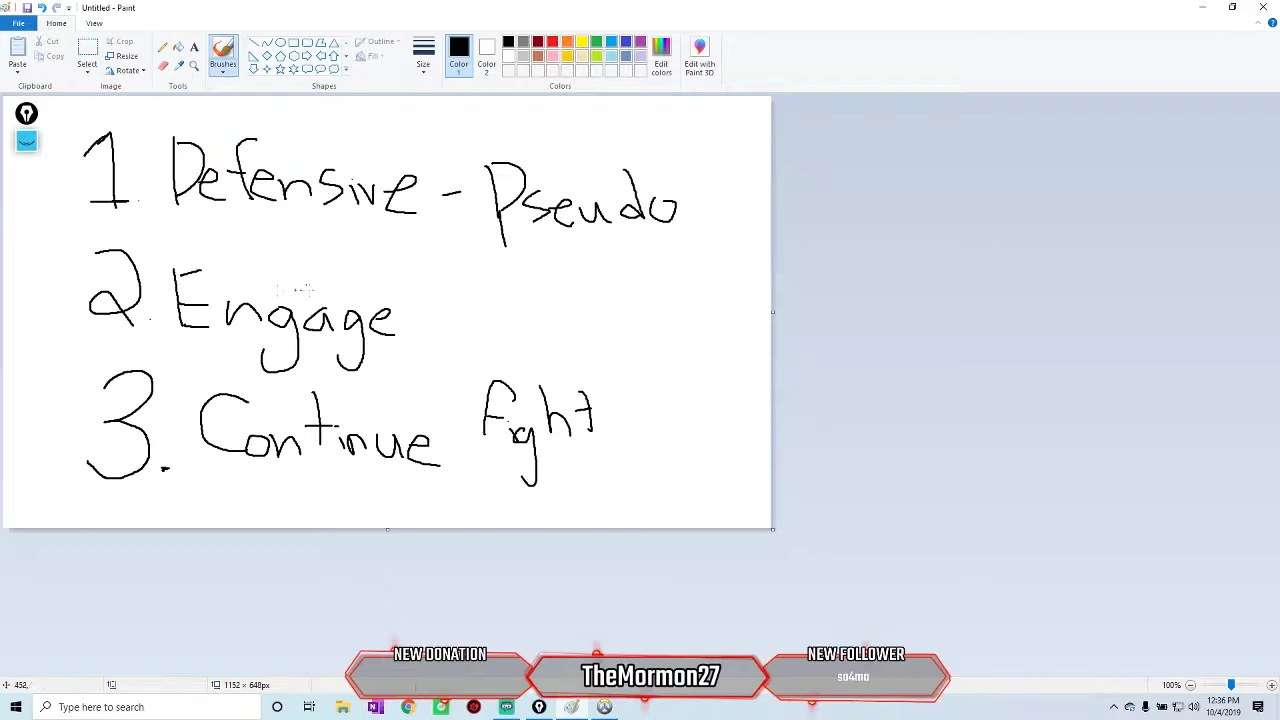 Untitled - Paint
File Home View
Paste Cut Copy Select Crop Resize Rotate Brushes Outline Fill Size Color 1 Color 2 Edit colors Edit with Paint 3D
Clipboard Image Tools Shapes Colors
1. Defensive - Pseudo
2. Engage
3. Continue fight
NEW DONATION TheMormon27 NEW FOLLOWER
sa4ma
1152 × 648px 100%
Type here to search
12:36 PM
10/4/2019